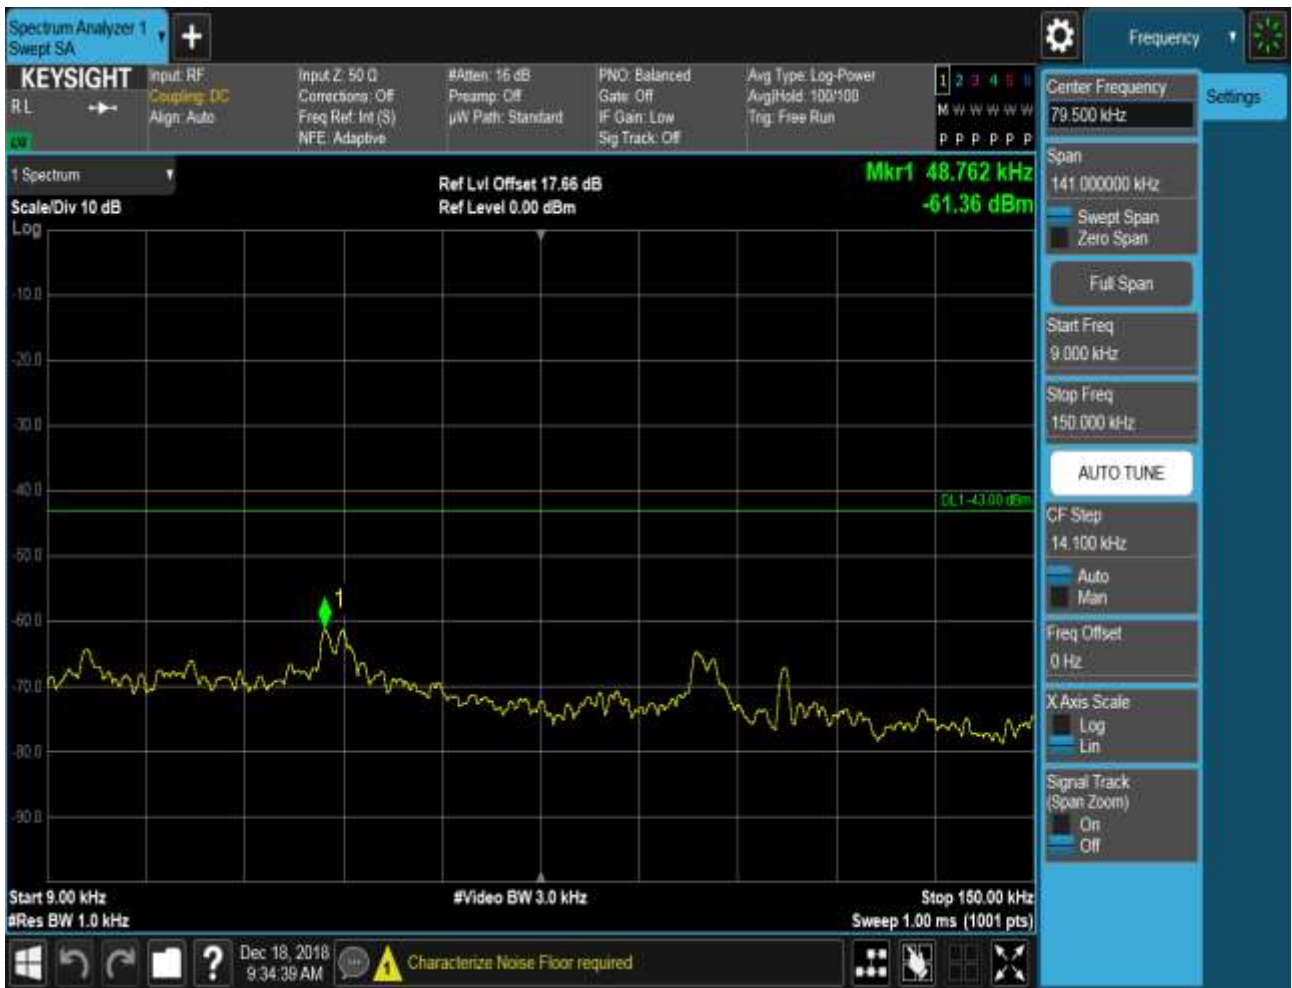 Spectrum Analyzer 1
Swept SA
Frequency
KEYSIGHT
R L
Input: RF
Coupling: DC
Align: Auto
Input Z: 50 Ω
Corrections: Off
Freq Ref: Int (S)
NFE: Adaptive
#Atten: 16 dB
Preamp: Off
µW Path: Standard
PNO: Balanced
Gate: Off
IF Gain: Low
Sig Track: Off
Avg Type: Log-Power
Avg|Hold: 100/100
Trig: Free Run
1 2 3 4 5 6
M W W W W W
P P P P P P
Center Frequency
79.500 kHz
Settings
Span
141.000000 kHz
Swept Span
Zero Span
Full Span
Start Freq
9.000 kHz
Stop Freq
150.000 kHz
AUTO TUNE
CF Step
14.100 kHz
Auto
Man
Freq Offset
0 Hz
X Axis Scale
Log
Lin
Signal Track
(Span Zoom)
On
Off
1 Spectrum
Scale/Div 10 dB
Log
Ref Lvl Offset 17.66 dB
Ref Level 0.00 dBm
Mkr1 48.762 kHz
-61.36 dBm
-10.0
-20.0
-30.0
-40.0
DL1 -43.00 dBm
-50.0
1
-60.0
-70.0
-80.0
-90.0
Start 9.00 kHz
#Video BW 3.0 kHz
Stop 150.00 kHz
#Res BW 1.0 kHz
Sweep 1.00 ms (1001 pts)
?
Dec 18, 2018
9:34:39 AM
1
Characterize Noise Floor required